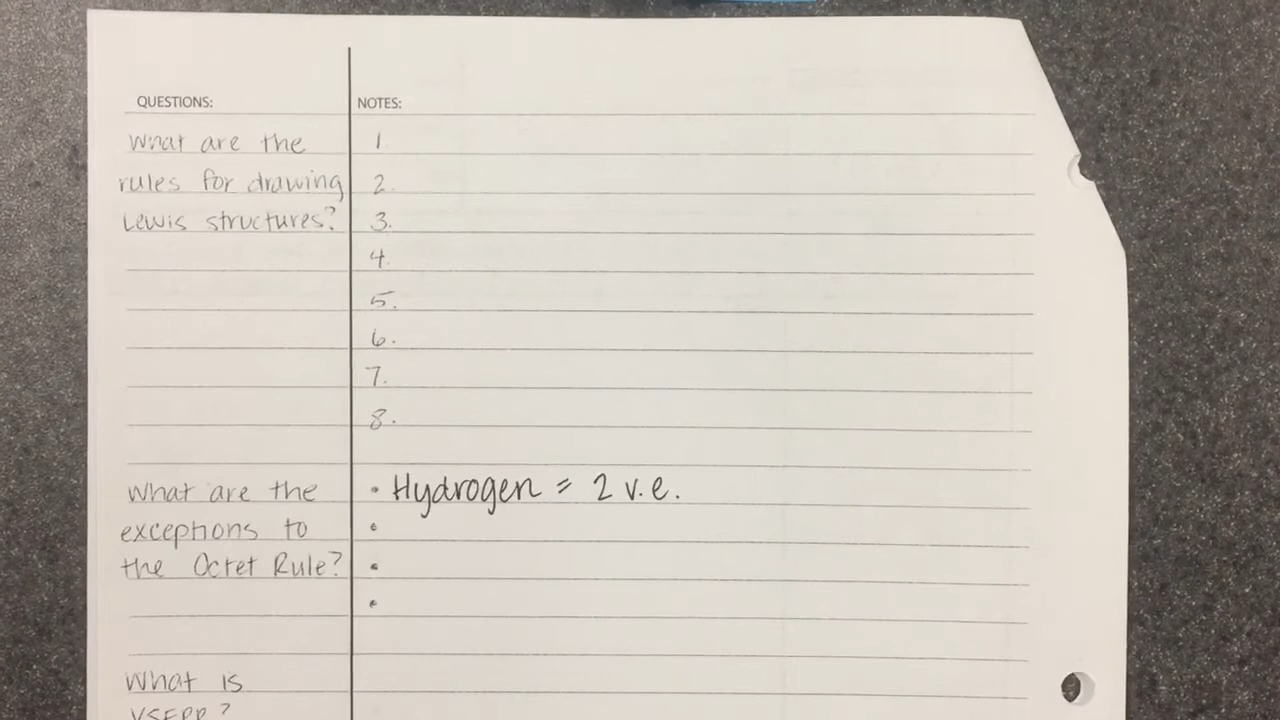 QUESTIONS: NOTES:
What are the 1.
rules for drawing 2.
Lewis structures? 3.
4.
5.
6.
7.
8.
What are the • Hydrogen = 2 v.e.
exceptions to •
the Octet Rule? •
•
What is
VSEPR?